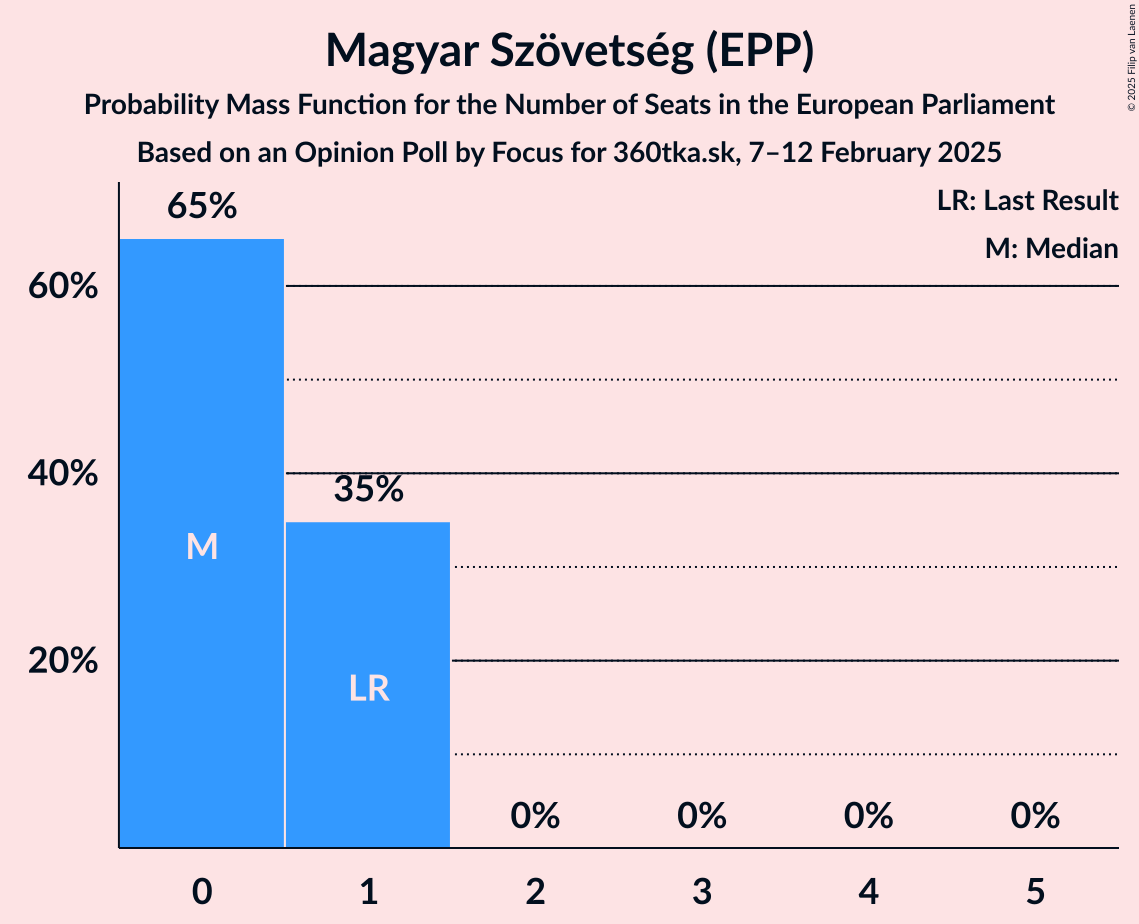 Magyar Szövetség (EPP)
Probability Mass Function for the Number of Seats in the European Parliament
Based on an Opinion Poll by Focus for 360tka.sk, 7–12 February 2025
© 2025 Filip van Laenen
LR: Last Result
M: Median
65%
60%
40%
35%
M
20%
LR
0% 0% 0% 0%
0 1 2 3 4 5